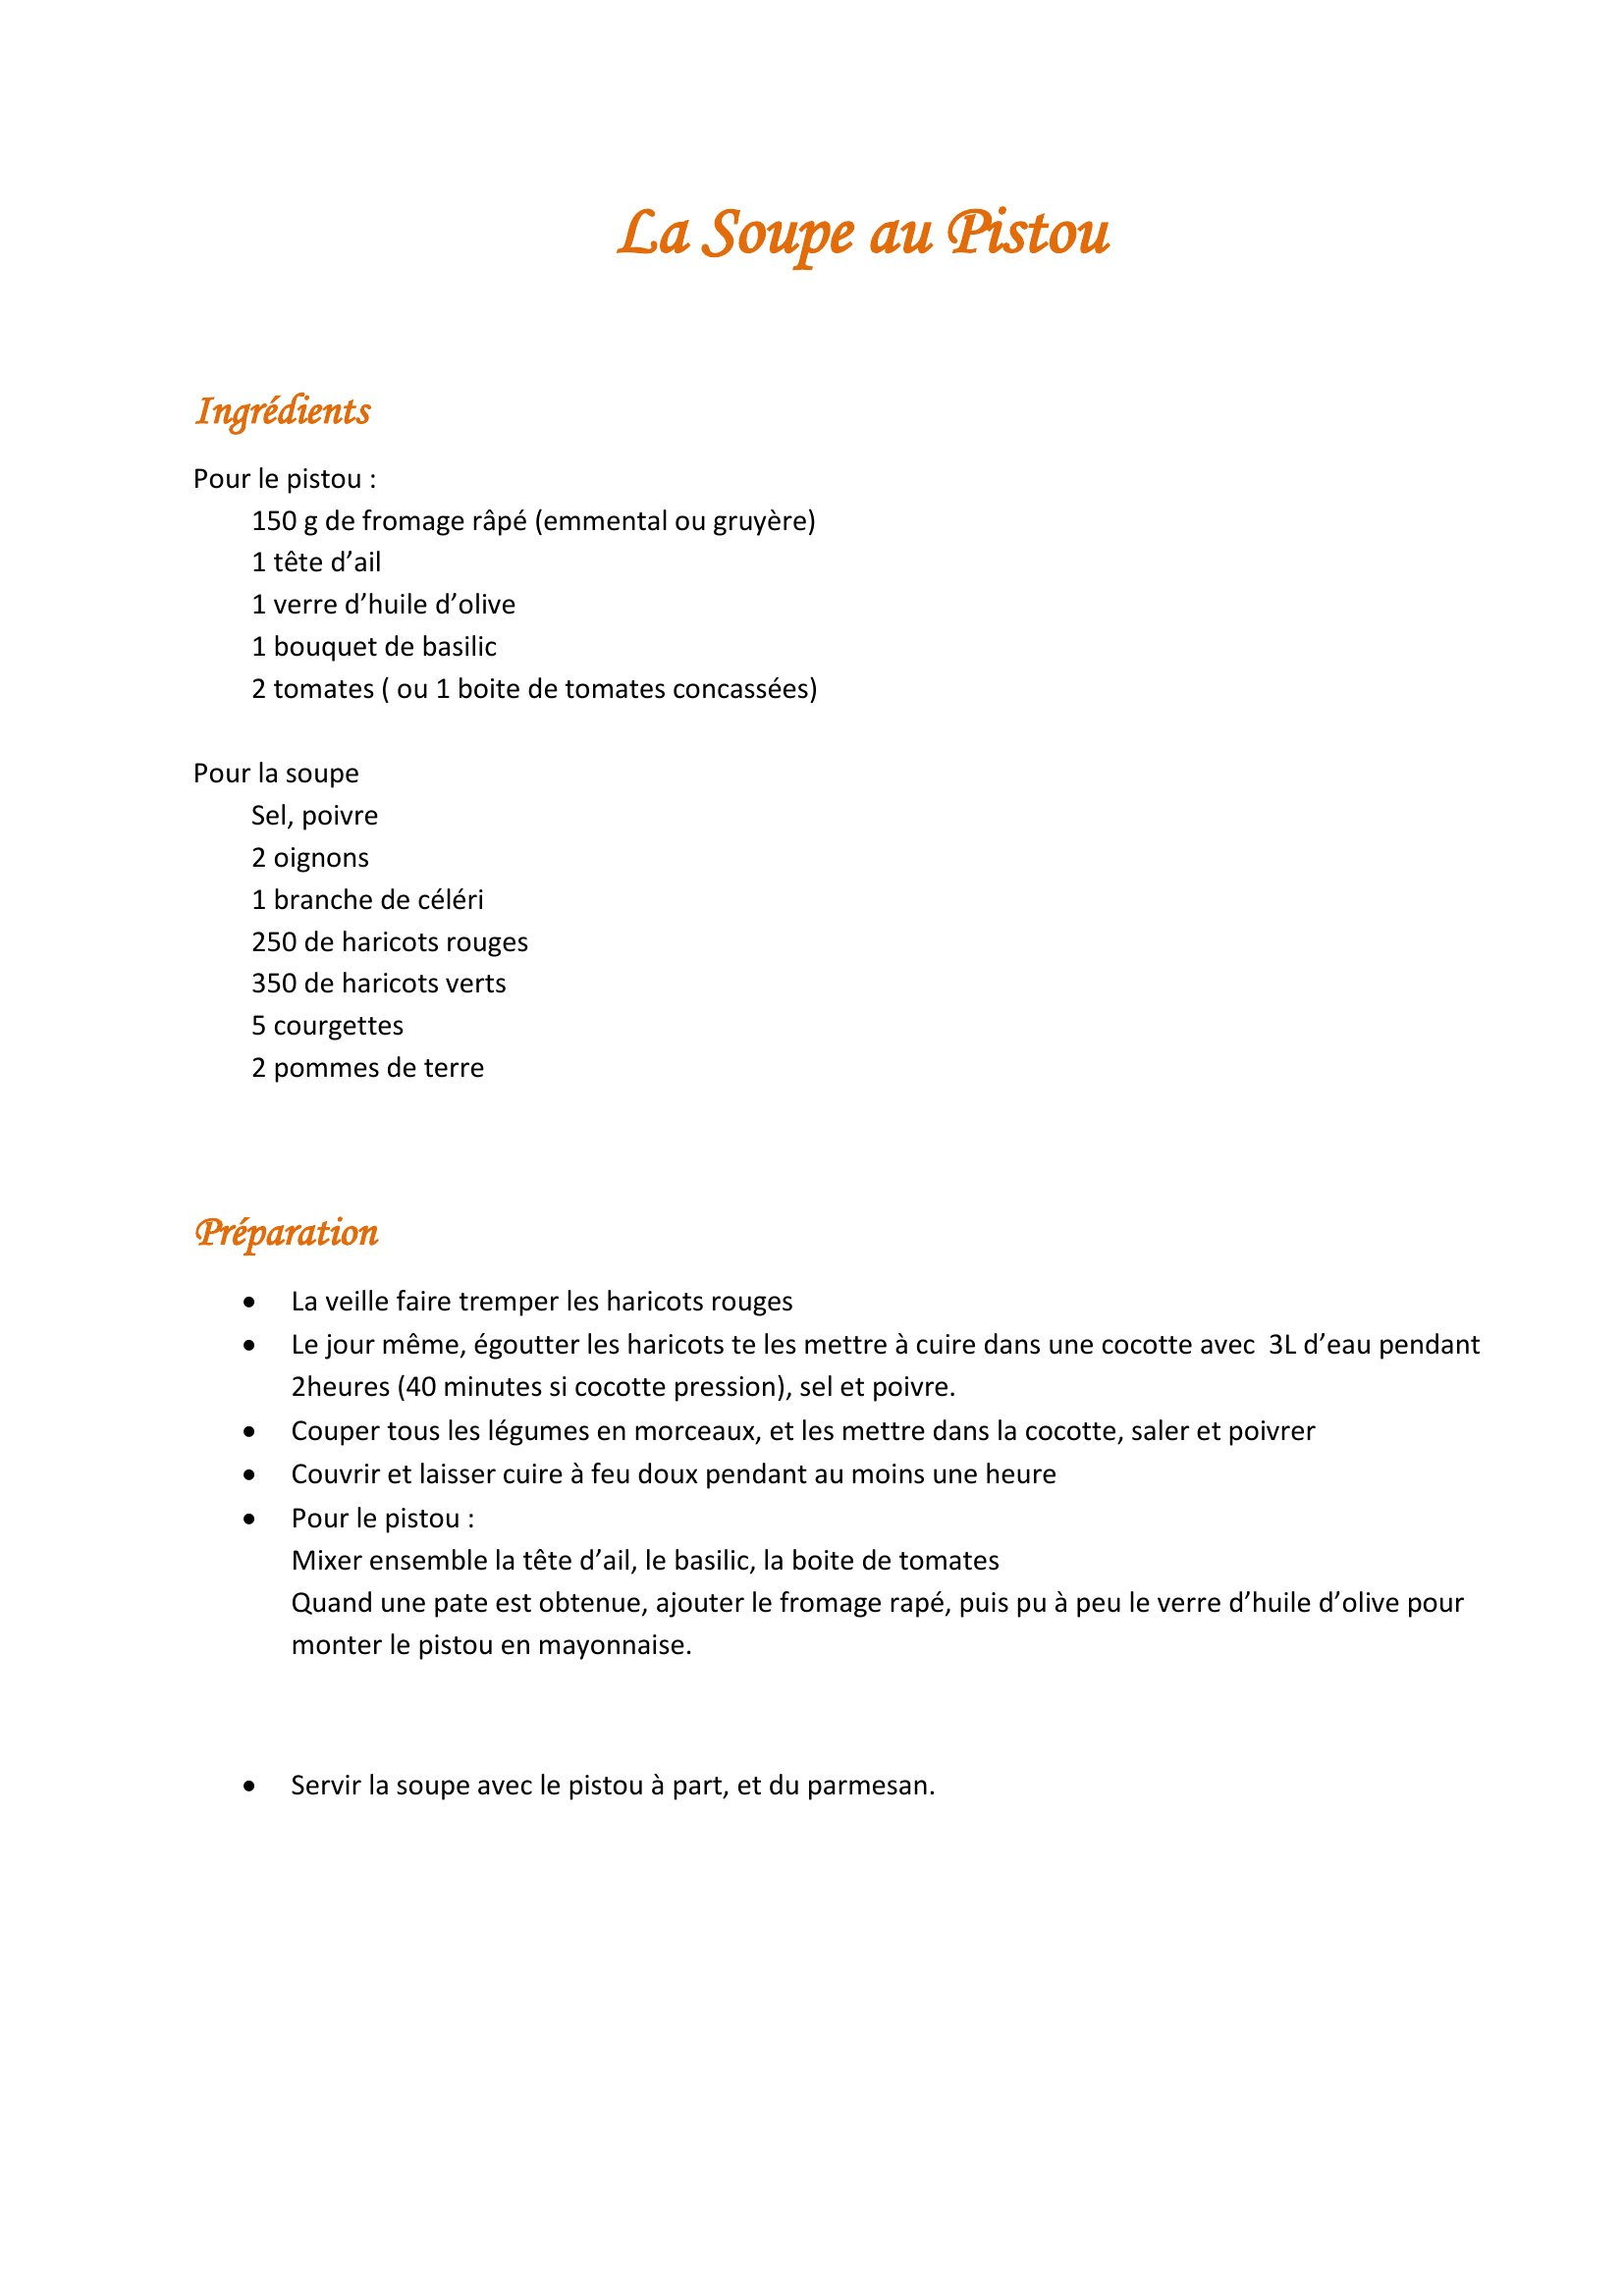 La Soupe au Pistou
Ingrédients
Pour le pistou :
150 g de fromage râpé (emmental ou gruyère)
1 tête d’ail
1 verre d’huile d’olive
1 bouquet de basilic
2 tomates ( ou 1 boite de tomates concassées)
Pour la soupe
Sel, poivre
2 oignons
1 branche de céléri
250 de haricots rouges
350 de haricots verts
5 courgettes
2 pommes de terre
Préparation
• La veille faire tremper les haricots rouges
• Le jour même, égoutter les haricots te les mettre à cuire dans une cocotte avec  3L d’eau pendant
2heures (40 minutes si cocotte pression), sel et poivre.
• Couper tous les légumes en morceaux, et les mettre dans la cocotte, saler et poivrer
• Couvrir et laisser cuire à feu doux pendant au moins une heure
• Pour le pistou :
Mixer ensemble la tête d’ail, le basilic, la boite de tomates
Quand une pate est obtenue, ajouter le fromage rapé, puis pu à peu le verre d’huile d’olive pour
monter le pistou en mayonnaise.
• Servir la soupe avec le pistou à part, et du parmesan.